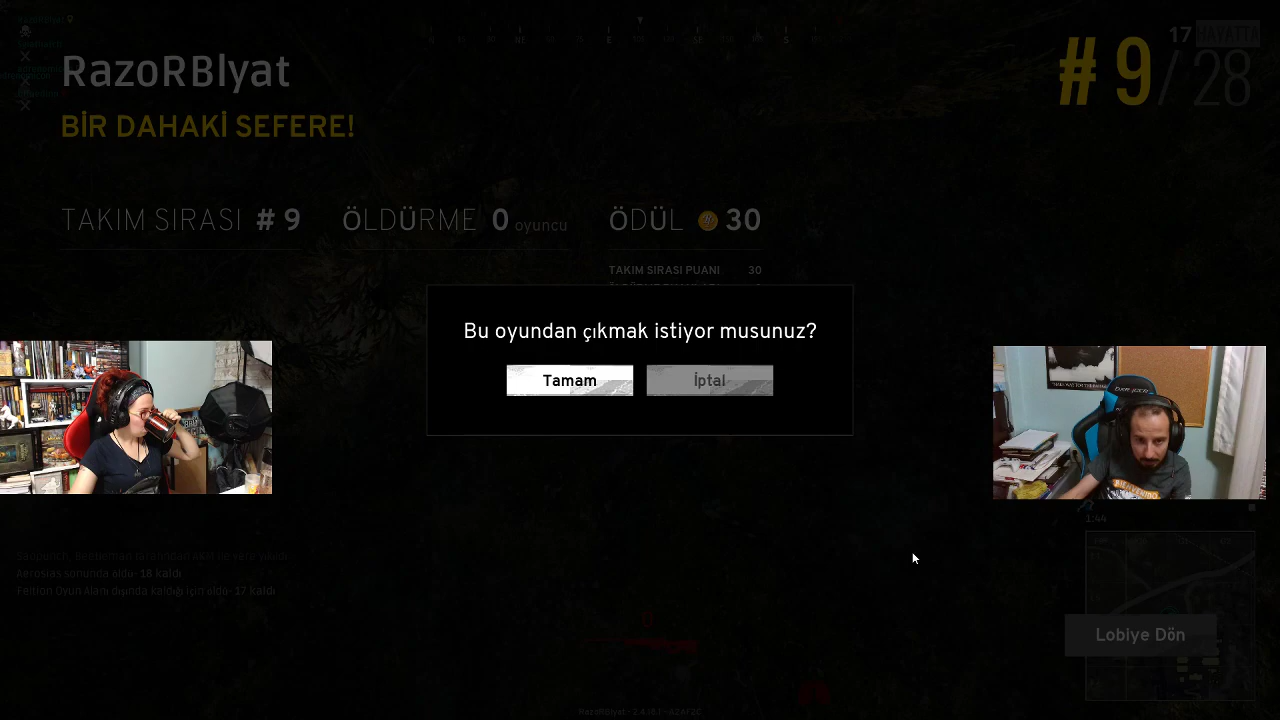 RazoRBlyat
17 HAYATTA
# 9 / 28
BİR DAHAKİ SEFERE!
TAKIM SIRASI # 9
ÖLDÜRME 0 oyuncu
ÖDÜL 30
TAKIM SIRASI PUANI 30
Bu oyundan çıkmak istiyor musunuz?
Tamam
İptal
BIENVENIDO
1:44
Aerosias sonunda öldü- 18 kaldı
Feltion Oyun Alanı dışında kaldığı için öldü- 17 kaldı
Lobiye Dön